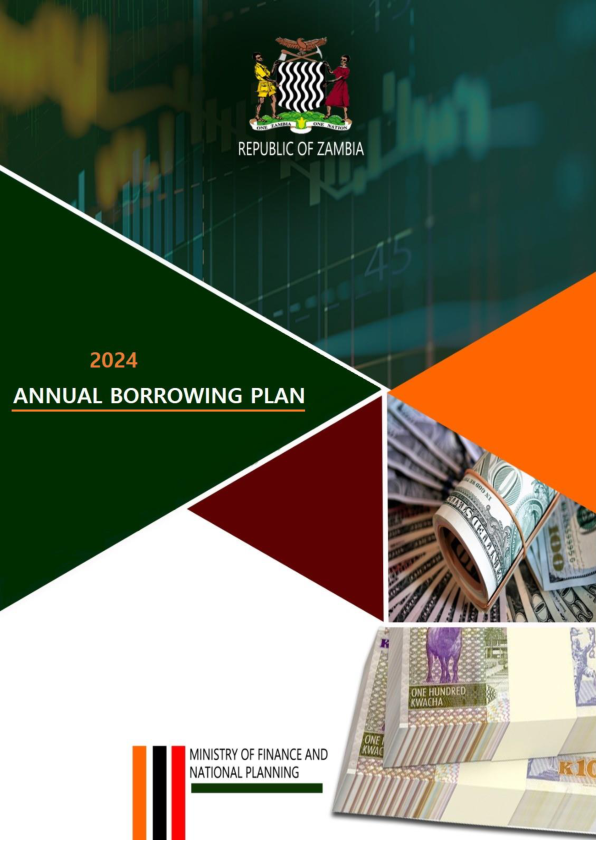 ONE ZAMBIA ONE NATION
REPUBLIC OF ZAMBIA
45
2024
ANNUAL BORROWING PLAN
ONE HUNDRED
KWACHA
MINISTRY OF FINANCE AND
NATIONAL PLANNING